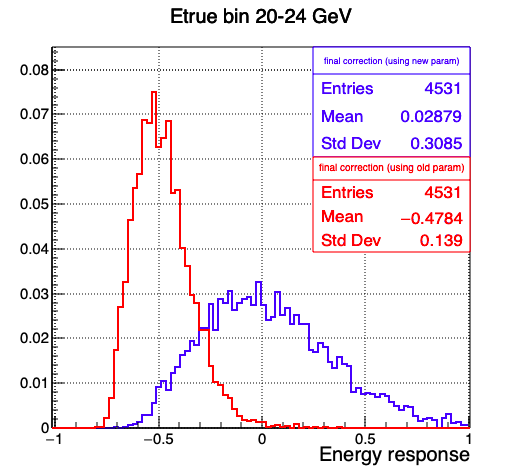 Etrue bin 20-24 GeV
final correction (using new param)
Entries 4531
Mean 0.02879
Std Dev 0.3085
final correction (using old param)
Entries 4531
Mean −0.4784
Std Dev 0.139
0.08
0.07
0.06
0.05
0.04
0.03
0.02
0.01
0
−1 −0.5 0 0.5 1
Energy response